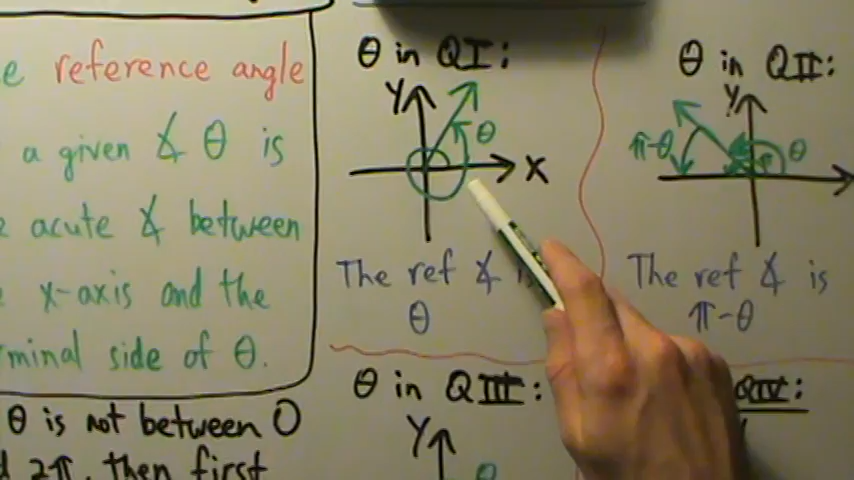 reference angle
a given ∡ θ is
acute ∡ between
x-axis and the
side of θ.
θ is not between 0
2π, then first
θ in QI:
Y
θ
X
The ref ∡ is
θ
θ in QII:
Y
π-θ
θ
The ref ∡ is
π-θ
θ in QIII:
Y
θ
QIV: